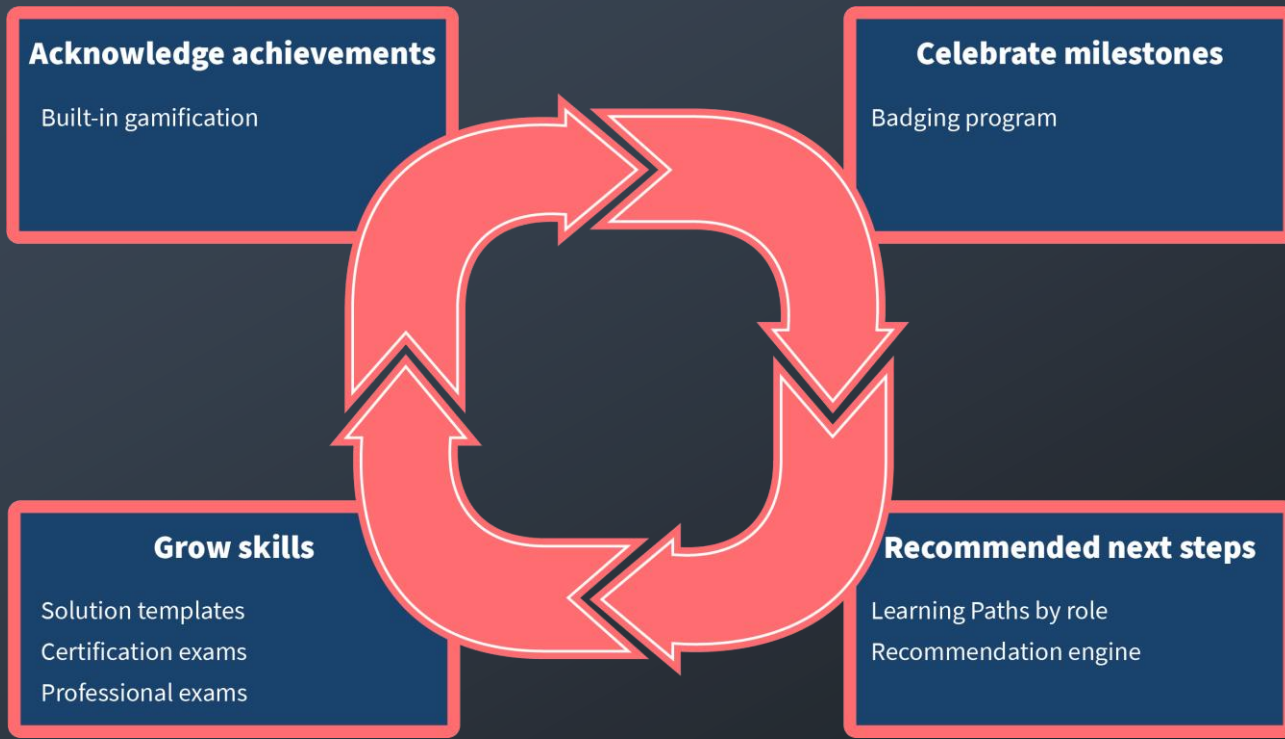 Acknowledge achievements
Built-in gamification
Celebrate milestones
Badging program
Grow skills
Solution templates
Certification exams
Professional exams
Recommended next steps
Learning Paths by role
Recommendation engine